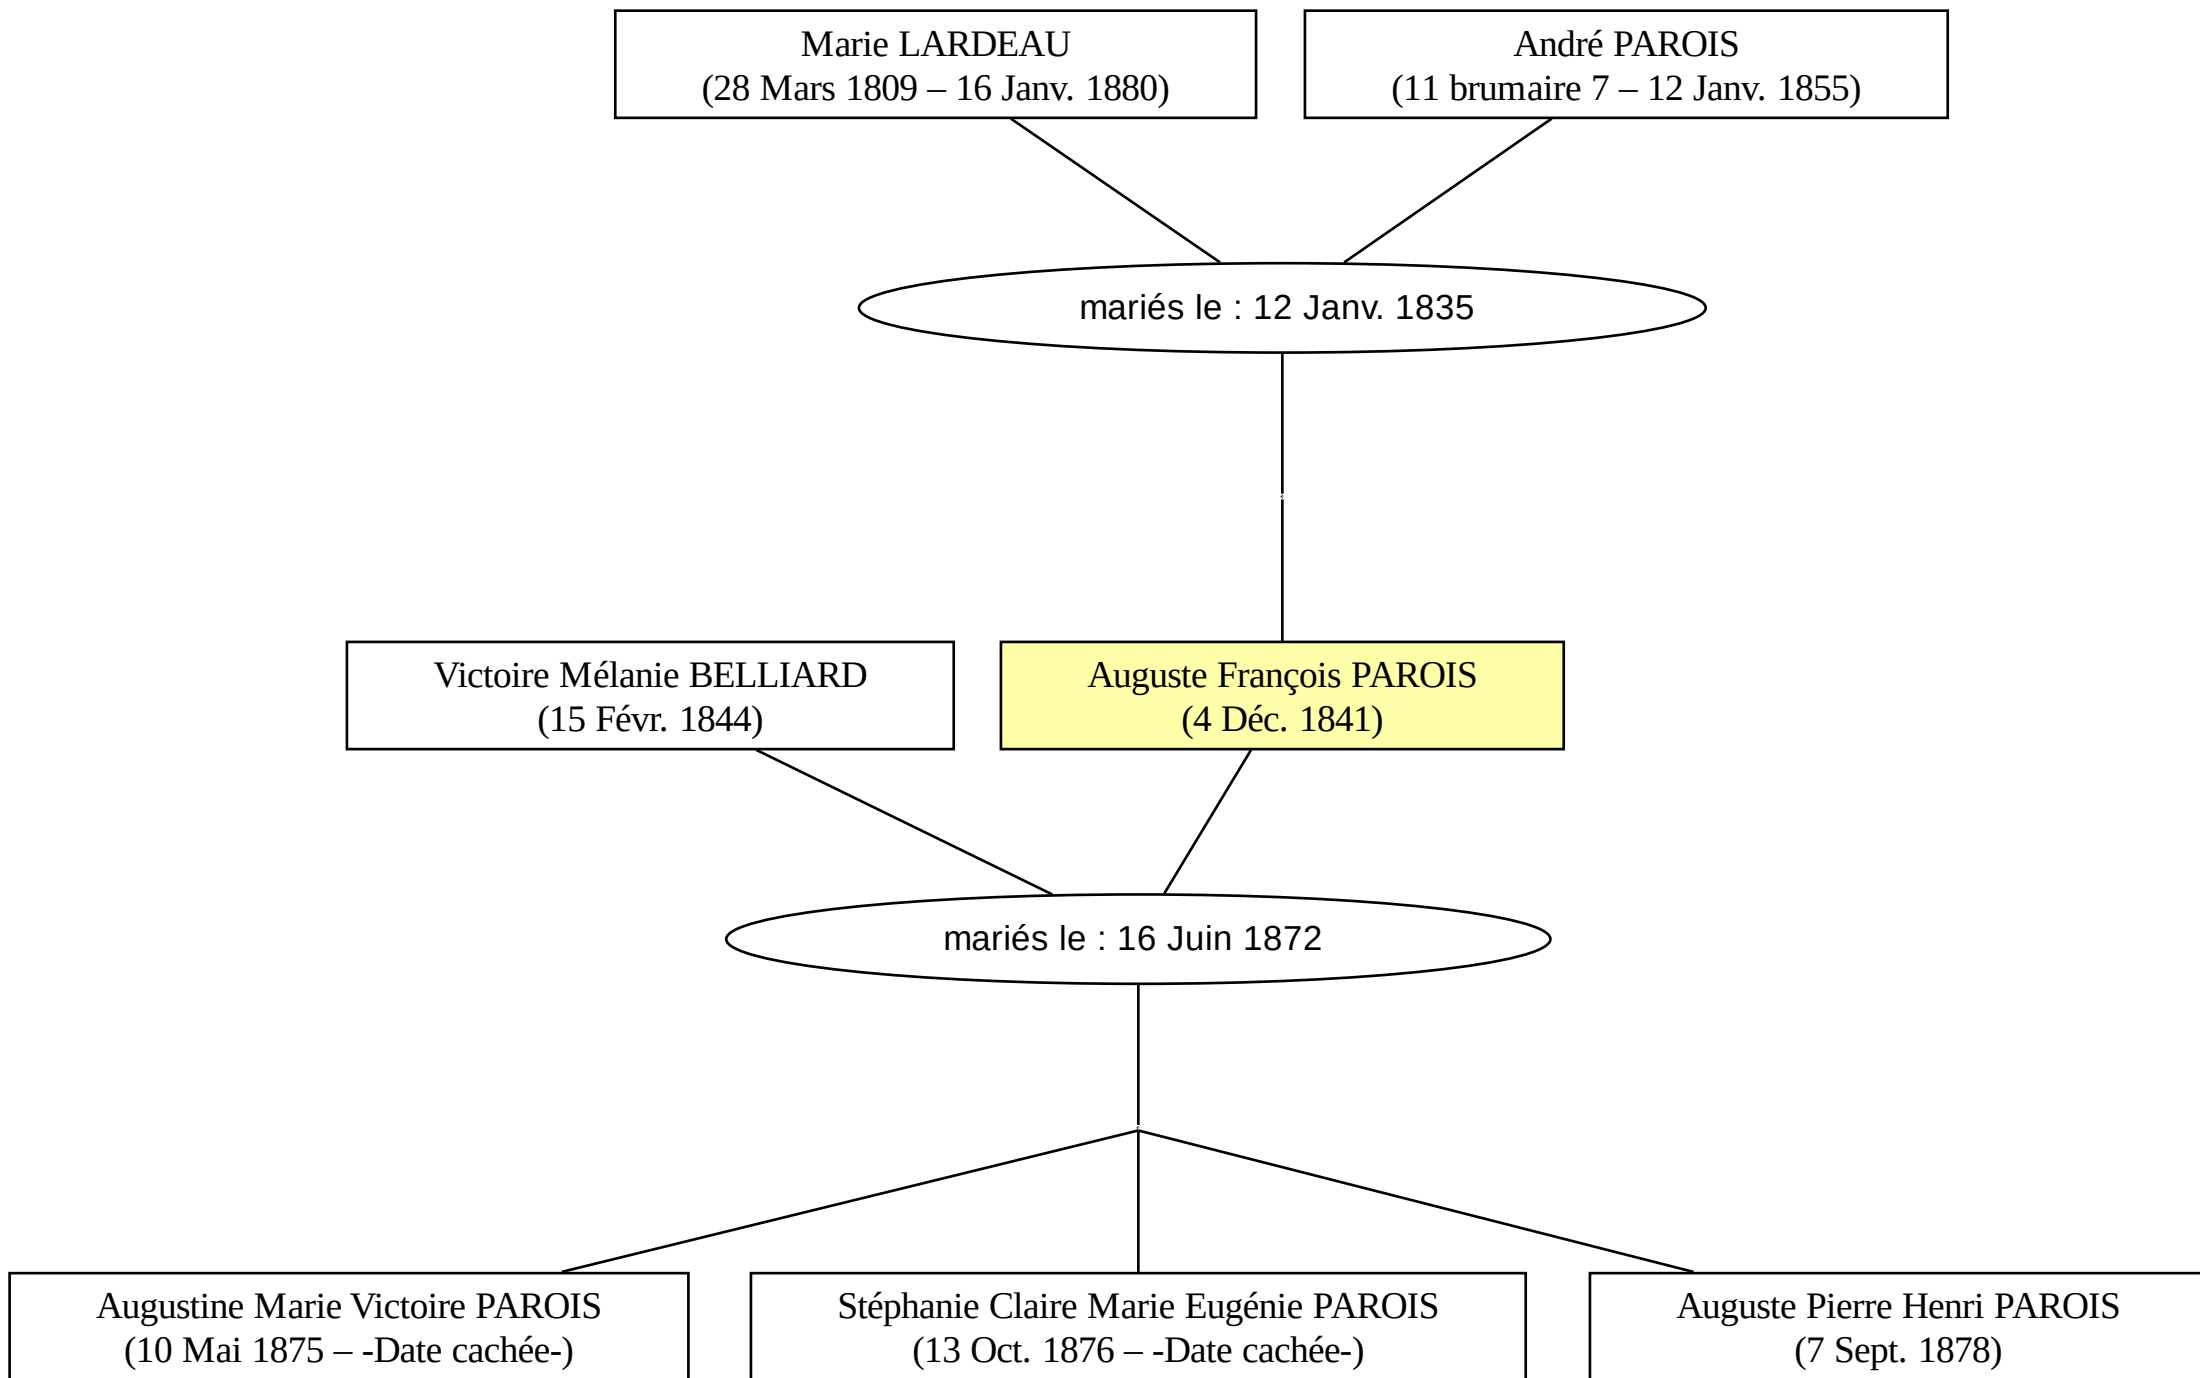 Marie LARDEAU
(28 Mars 1809 – 16 Janv. 1880)
André PAROIS
(11 brumaire 7 – 12 Janv. 1855)
mariés le : 12 Janv. 1835
Victoire Mélanie BELLIARD
(15 Févr. 1844)
Auguste François PAROIS
(4 Déc. 1841)
mariés le : 16 Juin 1872
Augustine Marie Victoire PAROIS
(10 Mai 1875 – -Date cachée-)
Stéphanie Claire Marie Eugénie PAROIS
(13 Oct. 1876 – -Date cachée-)
Auguste Pierre Henri PAROIS
(7 Sept. 1878)